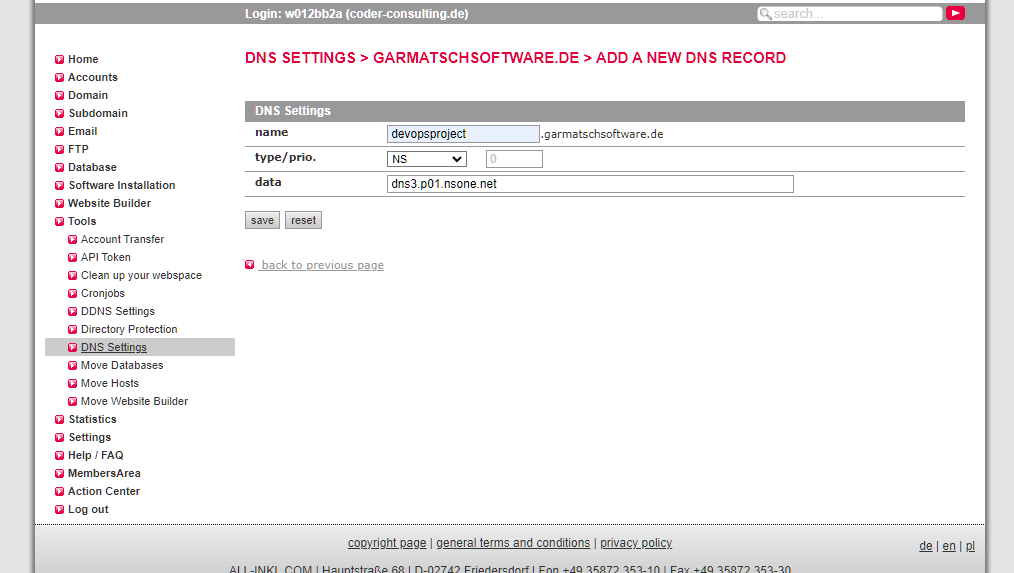 Login: w012bb2a (coder-consulting.de)
search...
Home
Accounts
Domain
Subdomain
Email
FTP
Database
Software Installation
Website Builder
Tools
Account Transfer
API Token
Clean up your webspace
Cronjobs
DDNS Settings
Directory Protection
DNS Settings
Move Databases
Move Hosts
Move Website Builder
Statistics
Settings
Help / FAQ
MembersArea
Action Center
Log out
DNS SETTINGS > GARMATSCHSOFTWARE.DE > ADD A NEW DNS RECORD
DNS Settings
name devopsproject .garmatschsoftware.de
type/prio. NS 0
data dns3.p01.nsone.net
save reset
back to previous page
copyright page | general terms and conditions | privacy policy
de | en | pl
ALL-INKL.COM | Hauptstraße 68 | D-02742 Friedersdorf | Fon +49 35872 353-10 | Fax +49 35872 353-30